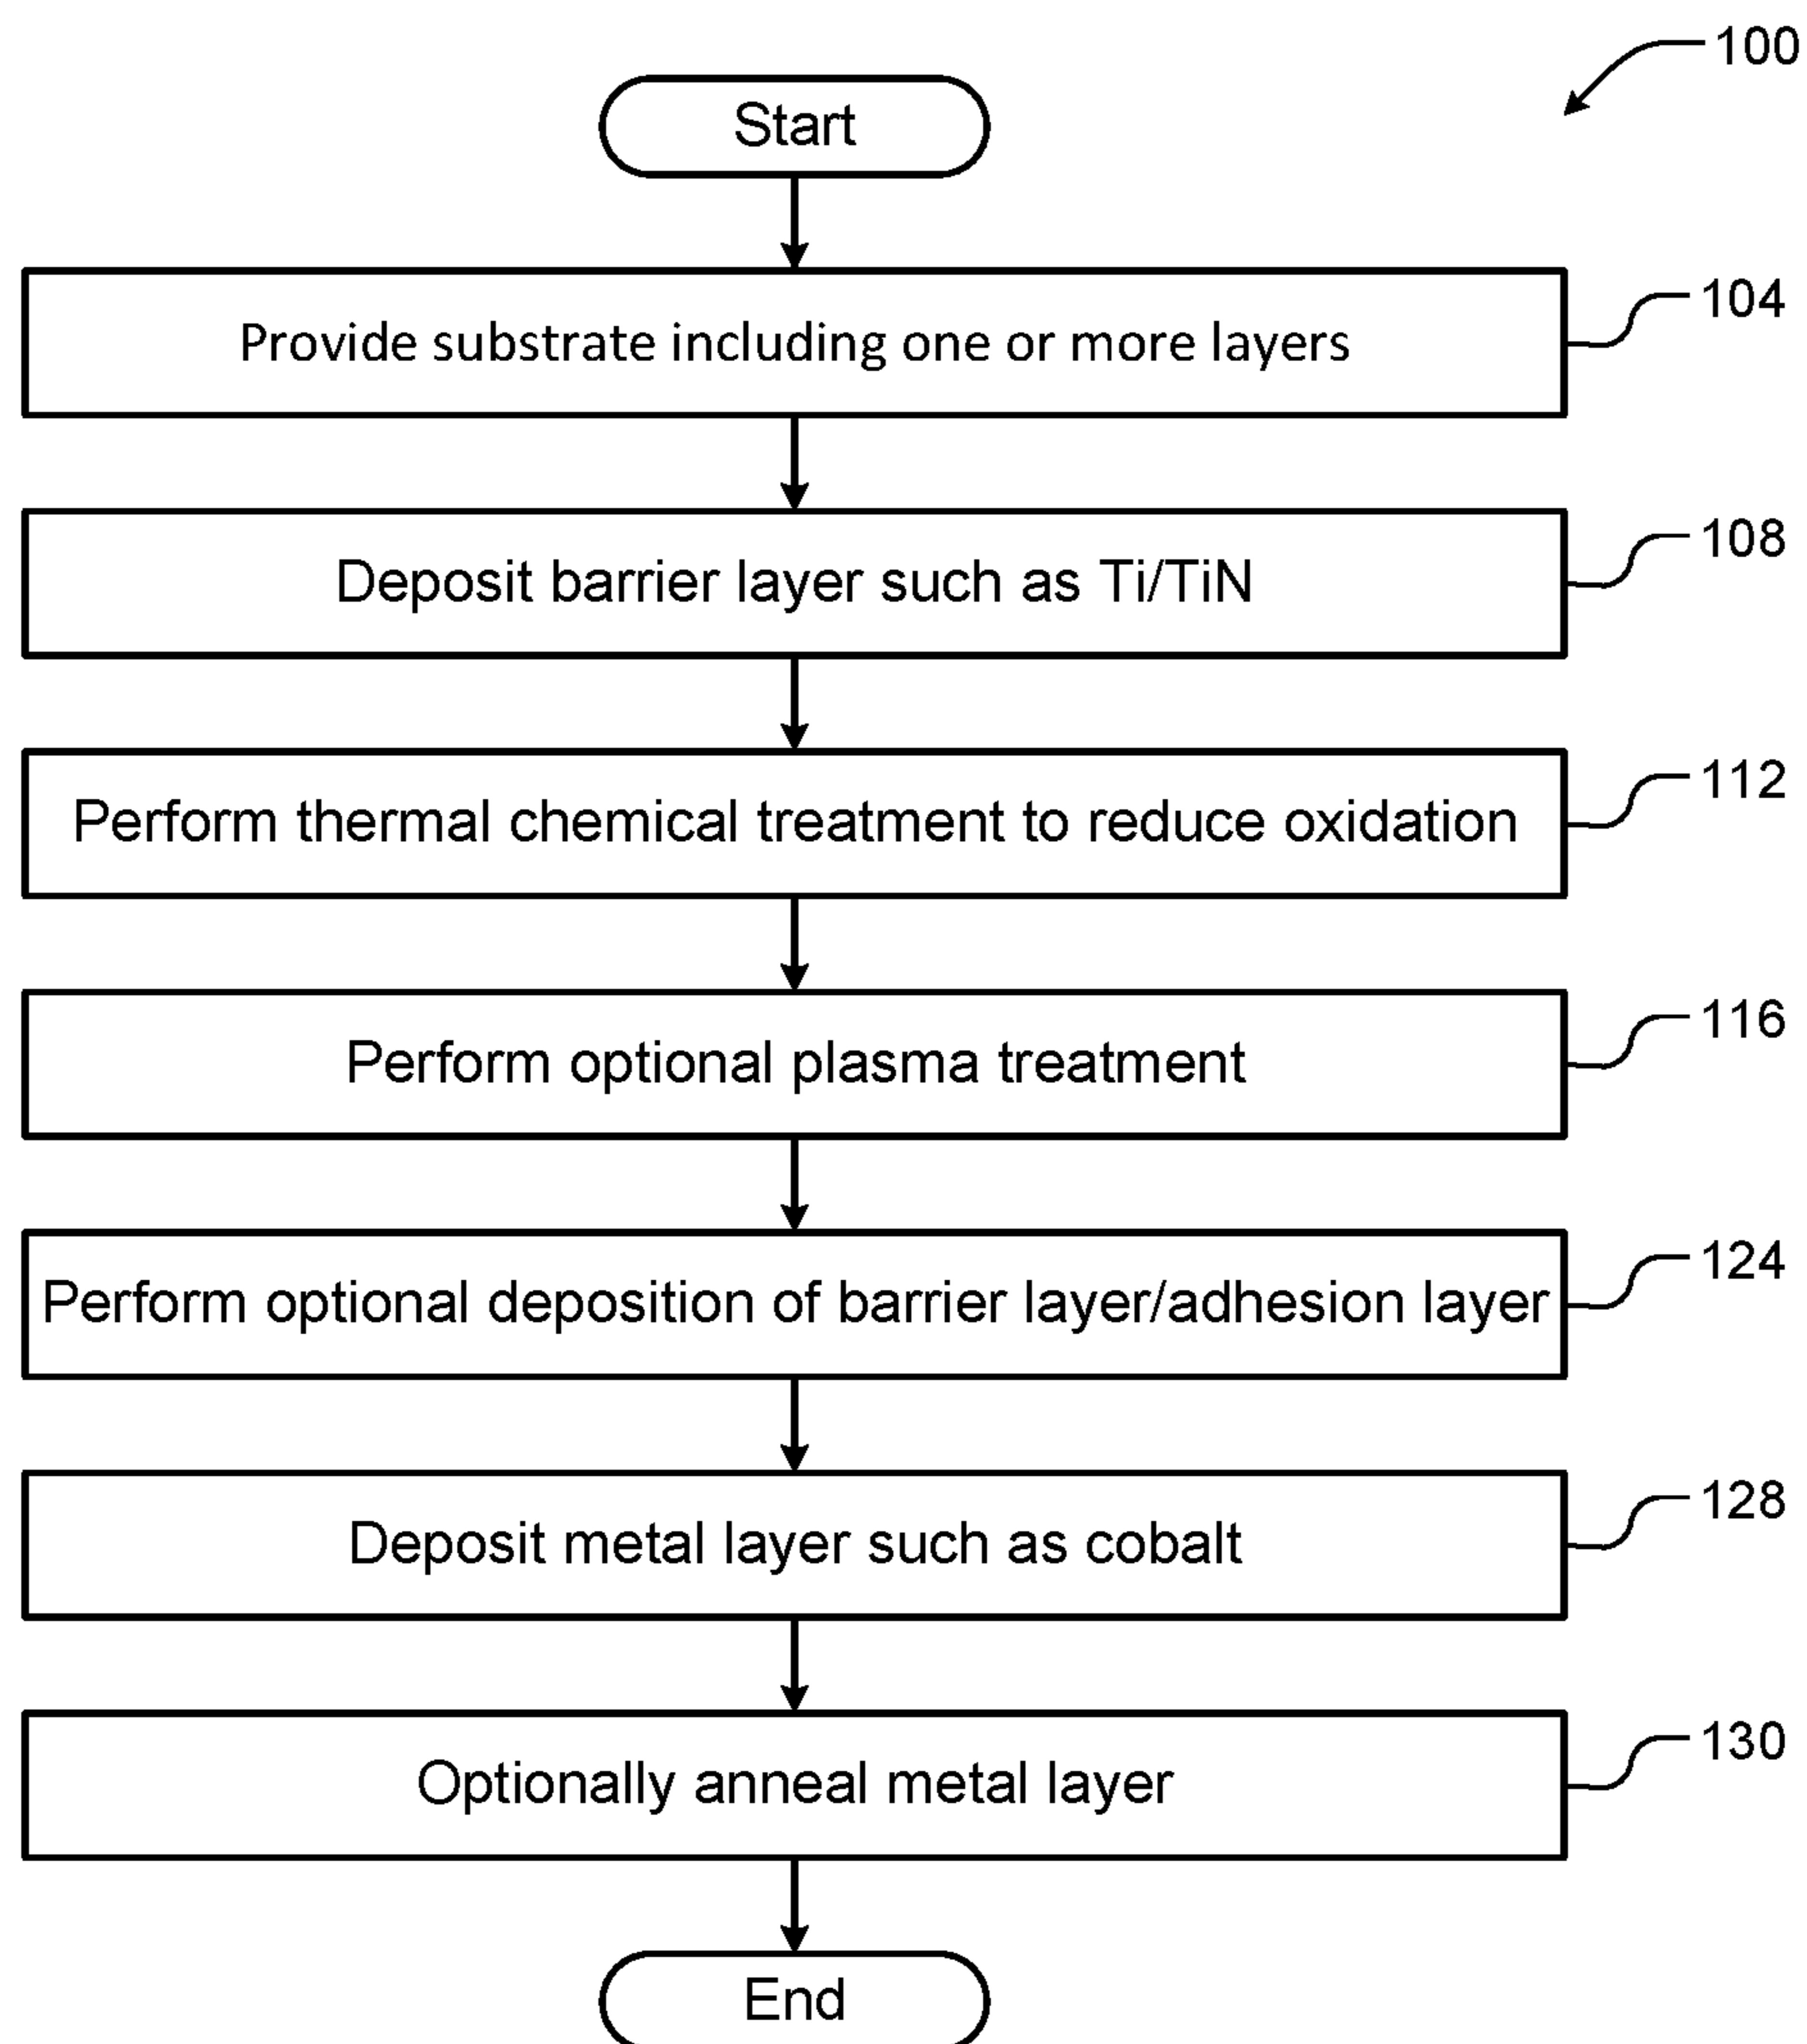 100
Start
Provide substrate including one or more layers
104
Deposit barrier layer such as Ti/TiN
108
Perform thermal chemical treatment to reduce oxidation
112
Perform optional plasma treatment
116
Perform optional deposition of barrier layer/adhesion layer
124
Deposit metal layer such as cobalt
128
Optionally anneal metal layer
130
End